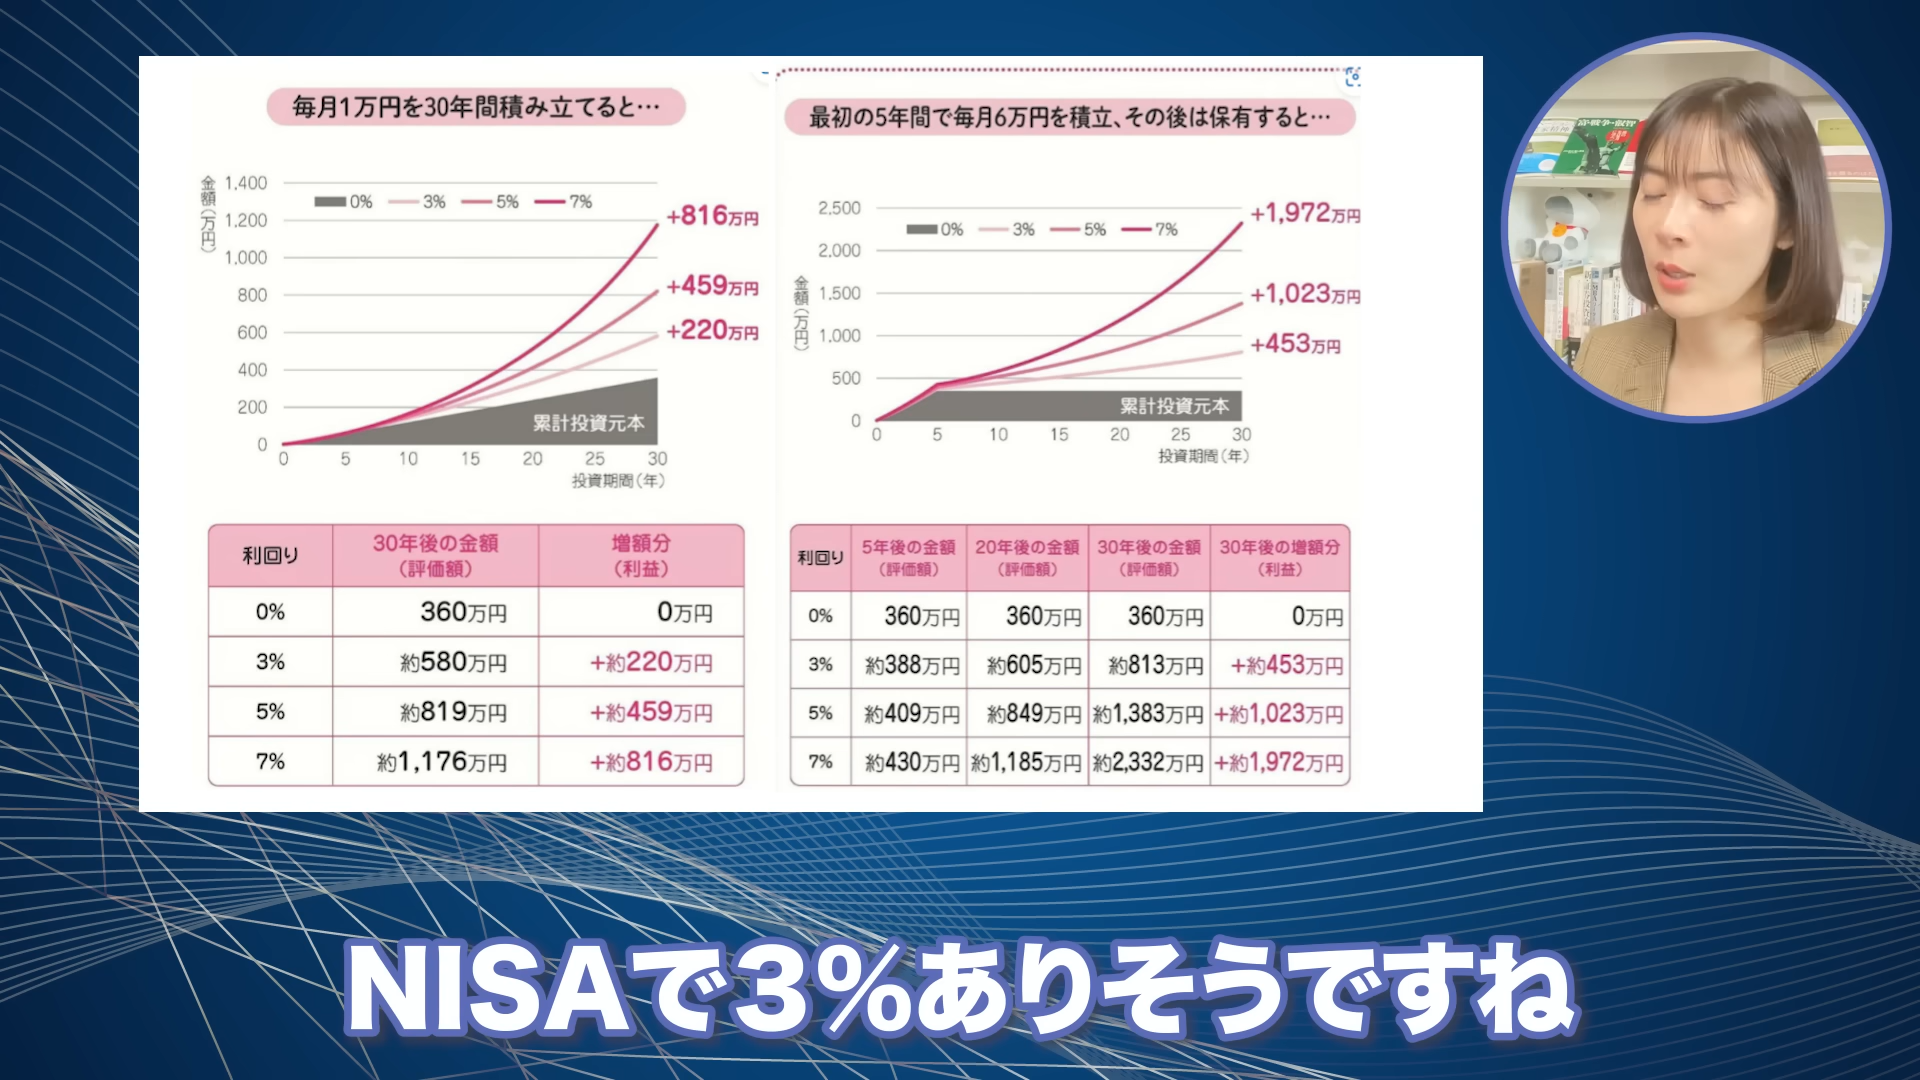 毎月1万円を30年間積み立てると…
金額(万円)
1,400
1,200
1,000
800
600
400
200
0
0% 3% 5% 7%
+816万円
+459万円
+220万円
累計投資元本
0 5 10 15 20 25 30
投資期間(年)
利回り 30年後の金額(評価額) 増額分(利益)
0% 360万円 0万円
3% 約580万円 +約220万円
5% 約819万円 +約459万円
7% 約1,176万円 +約816万円
最初の5年間で毎月6万円を積立、その後は保有すると…
金額(万円)
2,500
2,000
1,500
1,000
500
0
0% 3% 5% 7%
+1,972万円
+1,023万円
+453万円
累計投資元本
0 5 10 15 20 25 30
投資期間(年)
利回り 5年後の金額(評価額) 20年後の金額(評価額) 30年後の金額(評価額) 30年後の増額分(利益)
0% 360万円 360万円 360万円 0万円
3% 約388万円 約605万円 約813万円 +約453万円
5% 約409万円 約849万円 約1,383万円 +約1,023万円
7% 約430万円 約1,185万円 約2,332万円 +約1,972万円
NISAで3%ありそうですね